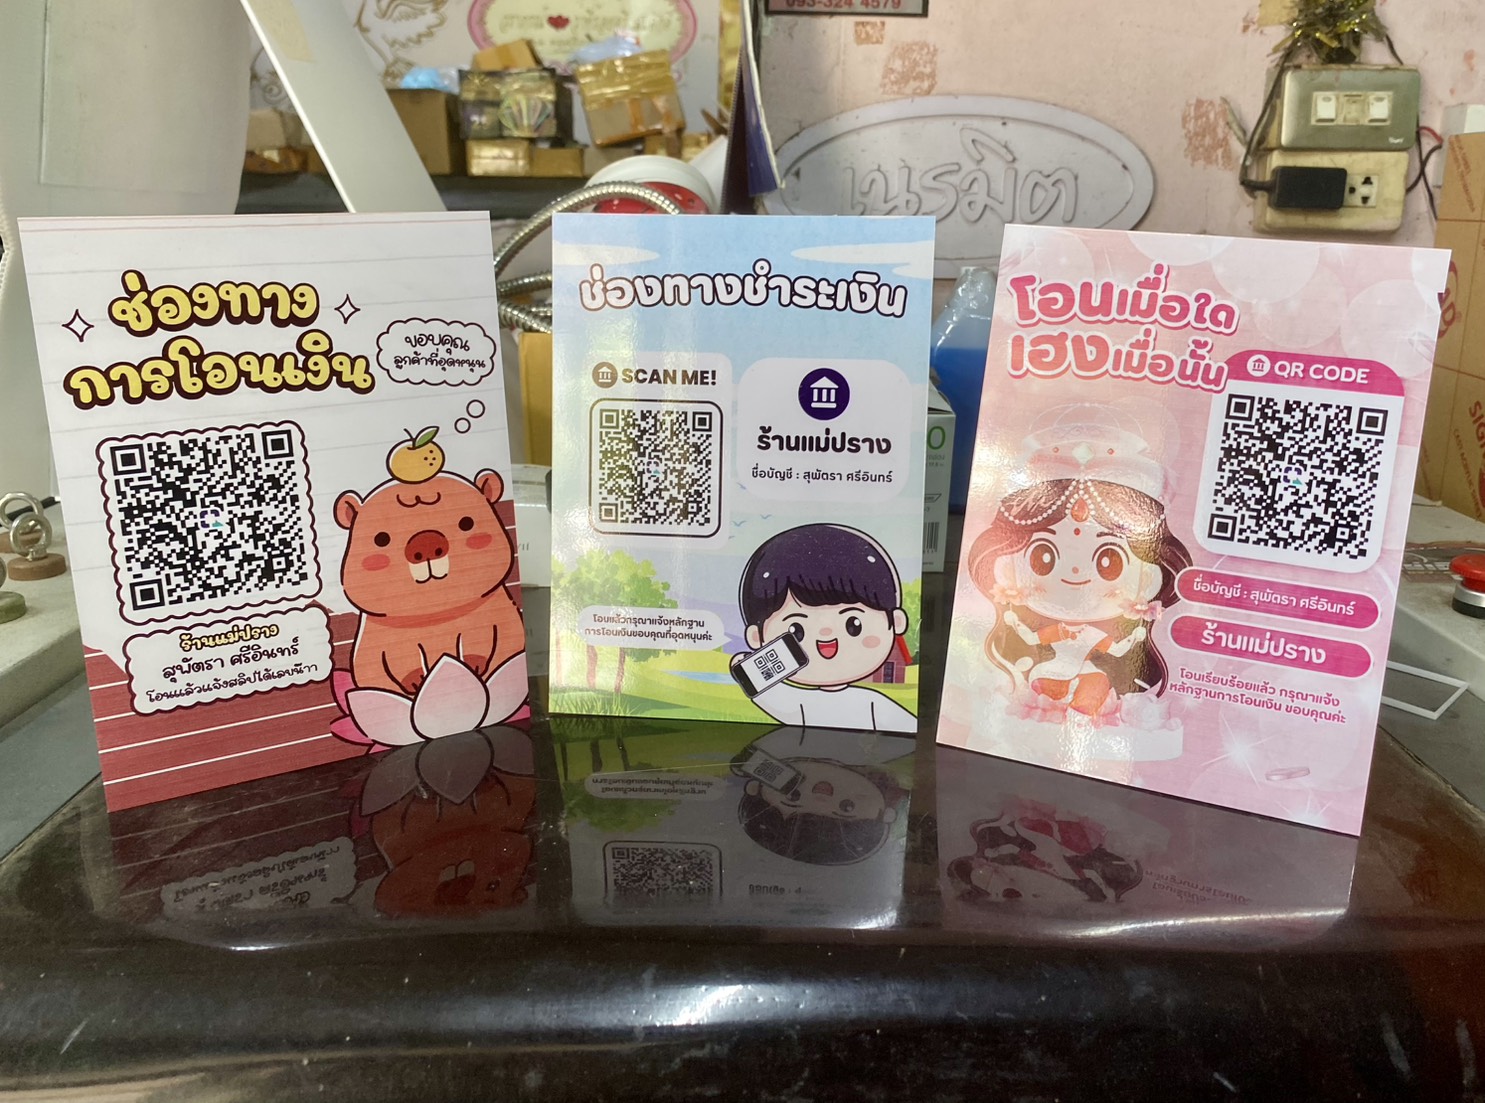 093-324 4579
เนรมิต
ช่องทาง
การโอนเงิน
ขอบคุณ
ลูกค้าที่อุดหนุน
ร้านแม่ปราง
สุพัตรา ศรีอินทร์
โอนแล้วแจ้งสลิปได้เลยน๊าา
ช่องทางชำระเงิน
SCAN ME!
ร้านแม่ปราง
ชื่อบัญชี : สุพัตรา ศรีอินทร์
โอนแล้วกรุณาแจ้งหลักฐาน
การโอนเงินขอบคุณที่อุดหนุนค่ะ
โอนเมื่อใด
เฮงเมื่อนั้น
QR CODE
ชื่อบัญชี : สุพัตรา ศรีอินทร์
ร้านแม่ปราง
โอนเรียบร้อยแล้ว กรุณาแจ้ง
หลักฐานการโอนเงิน ขอบคุณค่ะ